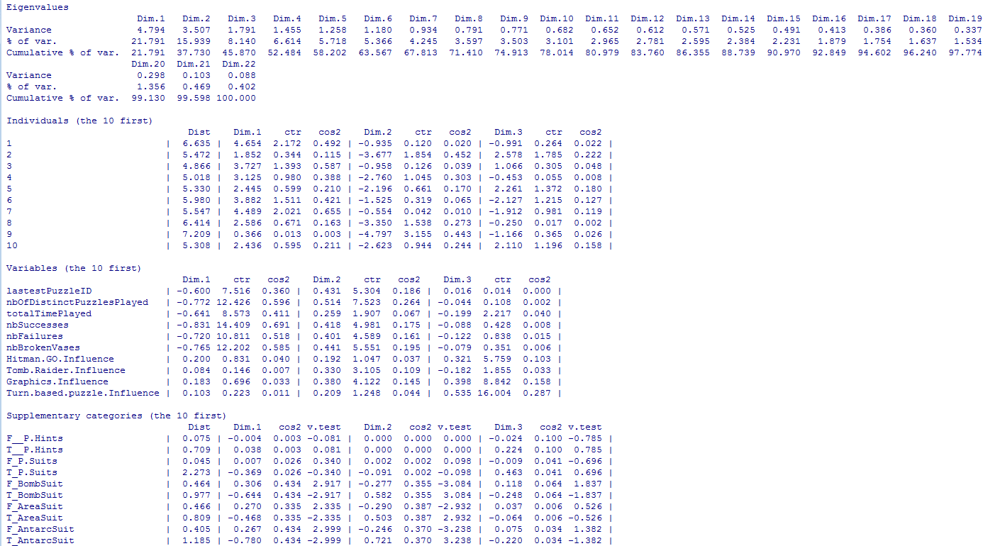 Eigenvalues
                       Dim.1  Dim.2  Dim.3  Dim.4  Dim.5  Dim.6  Dim.7  Dim.8  Dim.9 Dim.10 Dim.11 Dim.12 Dim.13 Dim.14 Dim.15 Dim.16 Dim.17 Dim.18 Dim.19
Variance               4.794  3.507  1.791  1.455  1.258  1.180  0.934  0.791  0.771  0.682  0.652  0.612  0.571  0.525  0.491  0.413  0.386  0.360  0.337
% of var.             21.791 15.939  8.140  6.614  5.718  5.366  4.245  3.597  3.503  3.101  2.965  2.781  2.595  2.384  2.231  1.879  1.754  1.637  1.534
Cumulative % of var.  21.791 37.730 45.870 52.484 58.202 63.567 67.813 71.410 74.913 78.014 80.979 83.760 86.355 88.739 90.970 92.849 94.602 96.240 97.774
                      Dim.20 Dim.21 Dim.22
Variance               0.298  0.103  0.088
% of var.              1.356  0.469  0.402
Cumulative % of var.  99.130 99.598 100.000
Individuals (the 10 first)
Dist Dim.1 ctr cos2 Dim.2 ctr cos2 Dim.3 ctr cos2
1 | 6.635 | 4.654 2.172 0.492 | -0.935 0.120 0.020 | -0.991 0.264 0.022 |
2 | 5.472 | 1.852 0.344 0.115 | -3.677 1.854 0.452 | 2.578 1.785 0.222 |
3 | 4.866 | 3.727 1.393 0.587 | -0.958 0.126 0.039 | 1.066 0.305 0.048 |
4 | 5.018 | 3.125 0.980 0.388 | -2.760 1.045 0.303 | -0.453 0.055 0.008 |
5 | 5.330 | 2.445 0.599 0.210 | -2.196 0.661 0.170 | 2.261 1.372 0.180 |
6 | 5.980 | 3.882 1.511 0.421 | -1.525 0.319 0.065 | -2.127 1.215 0.127 |
7 | 5.547 | 4.489 2.021 0.655 | -0.554 0.042 0.010 | -1.912 0.981 0.119 |
8 | 6.414 | 2.586 0.671 0.163 | -3.350 1.538 0.273 | -0.250 0.017 0.002 |
9 | 7.209 | 0.366 0.013 0.003 | -4.797 3.155 0.443 | -1.166 0.365 0.026 |
10 | 5.308 | 2.436 0.595 0.211 | -2.623 0.944 0.244 | 2.110 1.196 0.158 |
Variables (the 10 first)
Dim.1 ctr cos2 Dim.2 ctr cos2 Dim.3 ctr cos2
lastestPuzzleID | -0.600 7.516 0.360 | 0.431 5.304 0.186 | 0.016 0.014 0.000 |
nbOfDistinctPuzzlesPlayed | -0.772 12.426 0.596 | 0.514 7.523 0.264 | -0.044 0.108 0.002 |
totalTimePlayed | -0.641 8.573 0.411 | 0.259 1.907 0.067 | -0.199 2.217 0.040 |
nbSuccesses | -0.831 14.409 0.691 | 0.418 4.981 0.175 | -0.088 0.428 0.008 |
nbFailures | -0.720 10.811 0.518 | 0.401 4.589 0.161 | -0.122 0.838 0.015 |
nbBrokenVases | -0.765 12.202 0.585 | 0.441 5.551 0.195 | -0.079 0.351 0.006 |
Hitman.GO.Influence | 0.200 0.831 0.040 | 0.192 1.047 0.037 | 0.321 5.759 0.103 |
Tomb.Raider.Influence | 0.084 0.146 0.007 | 0.330 3.105 0.109 | -0.182 1.855 0.033 |
Graphics.Influence | 0.183 0.696 0.033 | 0.380 4.122 0.145 | 0.398 8.842 0.158 |
Turn.based.puzzle.Influence | 0.103 0.223 0.011 | 0.209 1.248 0.044 | 0.535 16.004 0.287 |
Supplementary categories (the 10 first)
Dist Dim.1 cos2 v.test Dim.2 cos2 v.test Dim.3 cos2 v.test
F__P.Hints | 0.075 | -0.004 0.003 -0.081 | 0.000 0.000 0.000 | -0.024 0.100 -0.785 |
T__P.Hints | 0.709 | 0.038 0.003 0.081 | 0.000 0.000 0.000 | 0.224 0.100 0.785 |
F_P.Suits | 0.045 | 0.007 0.026 0.340 | 0.002 0.002 0.098 | -0.009 0.041 -0.696 |
T_P.Suits | 2.273 | -0.369 0.026 -0.340 | -0.091 0.002 -0.098 | 0.463 0.041 0.696 |
F_BombSuit | 0.464 | 0.306 0.434 2.917 | -0.277 0.355 -3.084 | 0.118 0.064 1.837 |
T_BombSuit | 0.977 | -0.644 0.434 -2.917 | 0.582 0.355 3.084 | -0.248 0.064 -1.837 |
F_AreaSuit | 0.466 | 0.270 0.335 2.335 | -0.290 0.387 -2.932 | 0.037 0.006 0.526 |
T_AreaSuit | 0.809 | -0.468 0.335 -2.335 | 0.503 0.387 2.932 | -0.064 0.006 -0.526 |
F_AntarcSuit | 0.405 | 0.267 0.434 2.999 | -0.246 0.370 -3.238 | 0.075 0.034 1.382 |
T_AntarcSuit | 1.185 | -0.780 0.434 -2.999 | 0.721 0.370 3.238 | -0.220 0.034 -1.382 |